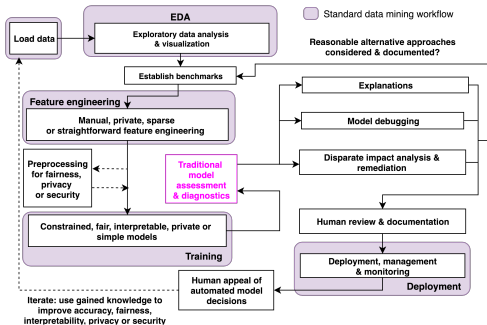 EDA
Standard data mining workflow
Load data
Exploratory data analysis
& visualization
Reasonable alternative approaches
considered & documented?
Establish benchmarks
Explanations
Feature engineering
Manual, private, sparse
or straightforward feature engineering
Model debugging
Preprocessing
for fairness,
privacy
or security
Traditional
model
assessment
& diagnostics
Disparate impact analysis &
remediation
Constrained, fair, interpretable, private or
simple models
Training
Human review & documentation
Deployment, management
& monitoring
Deployment
Human appeal of
automated model
decisions
Iterate: use gained knowledge to
improve accuracy, fairness,
interpretability, privacy or security